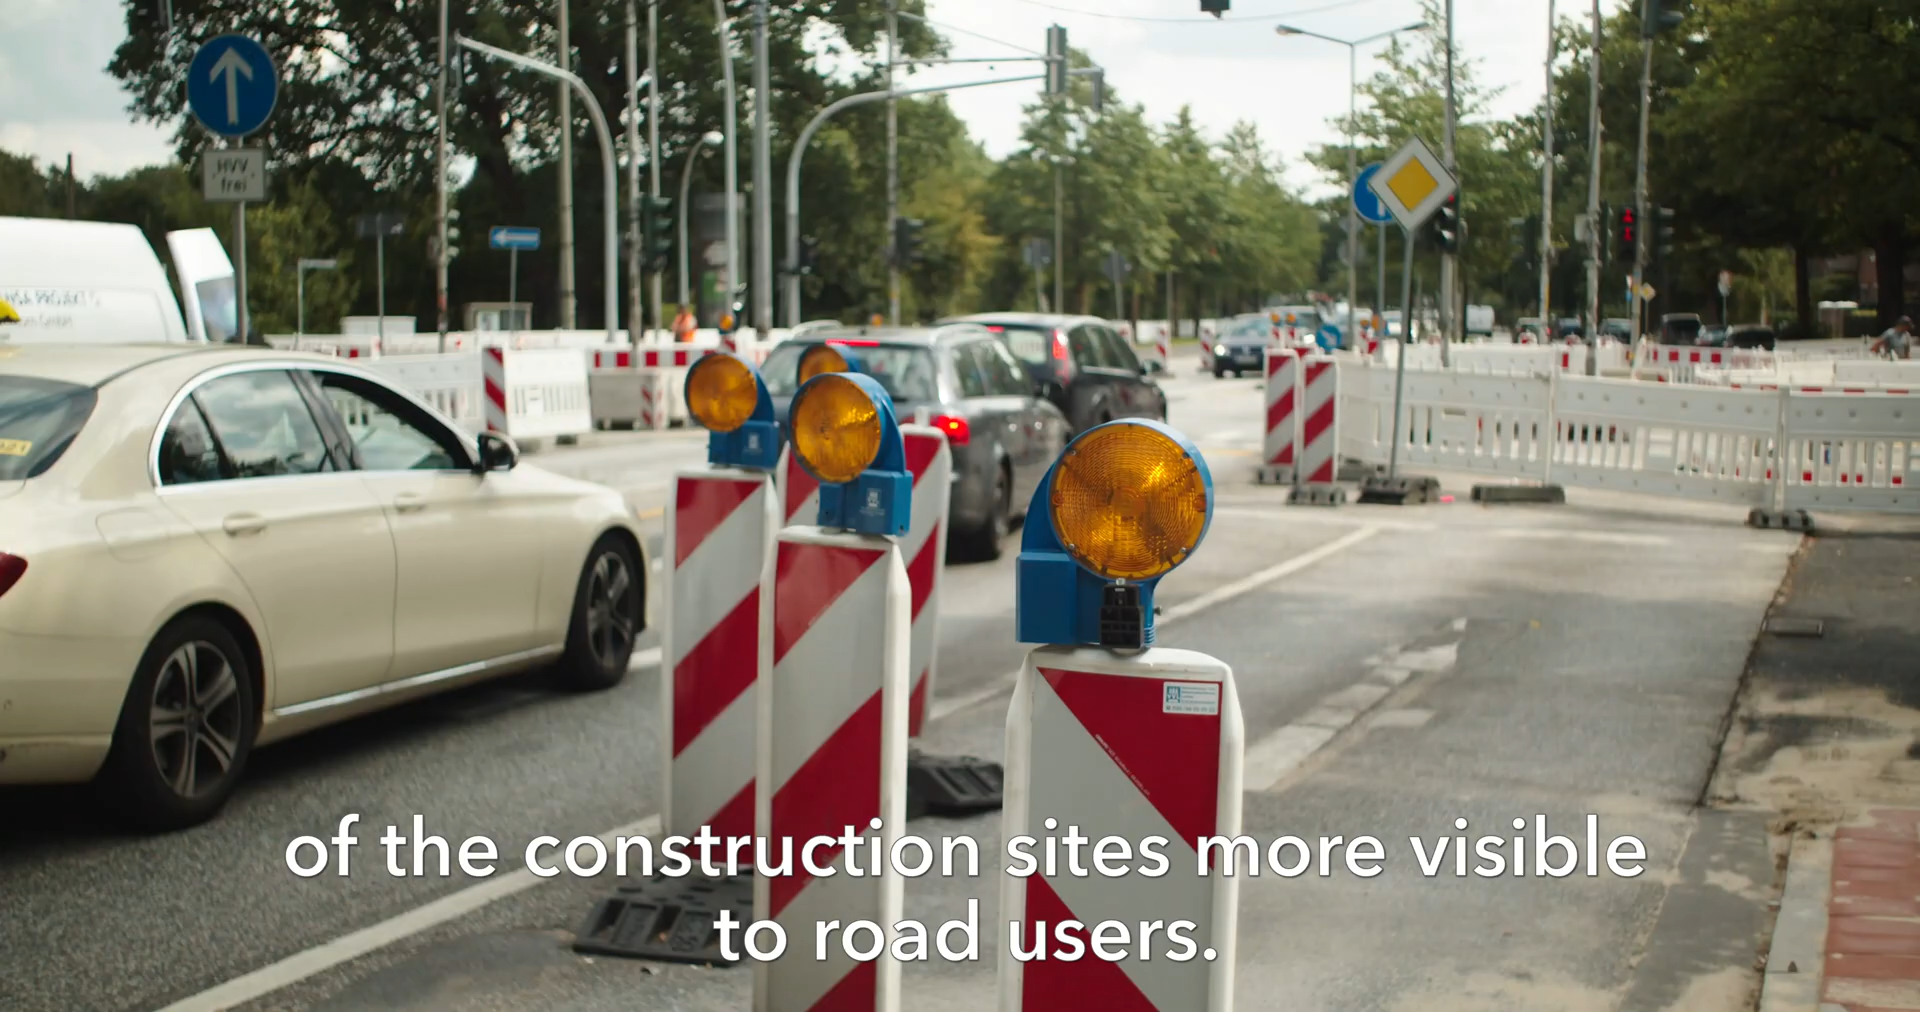 HVV
frei
of the construction sites more visible
to road users.